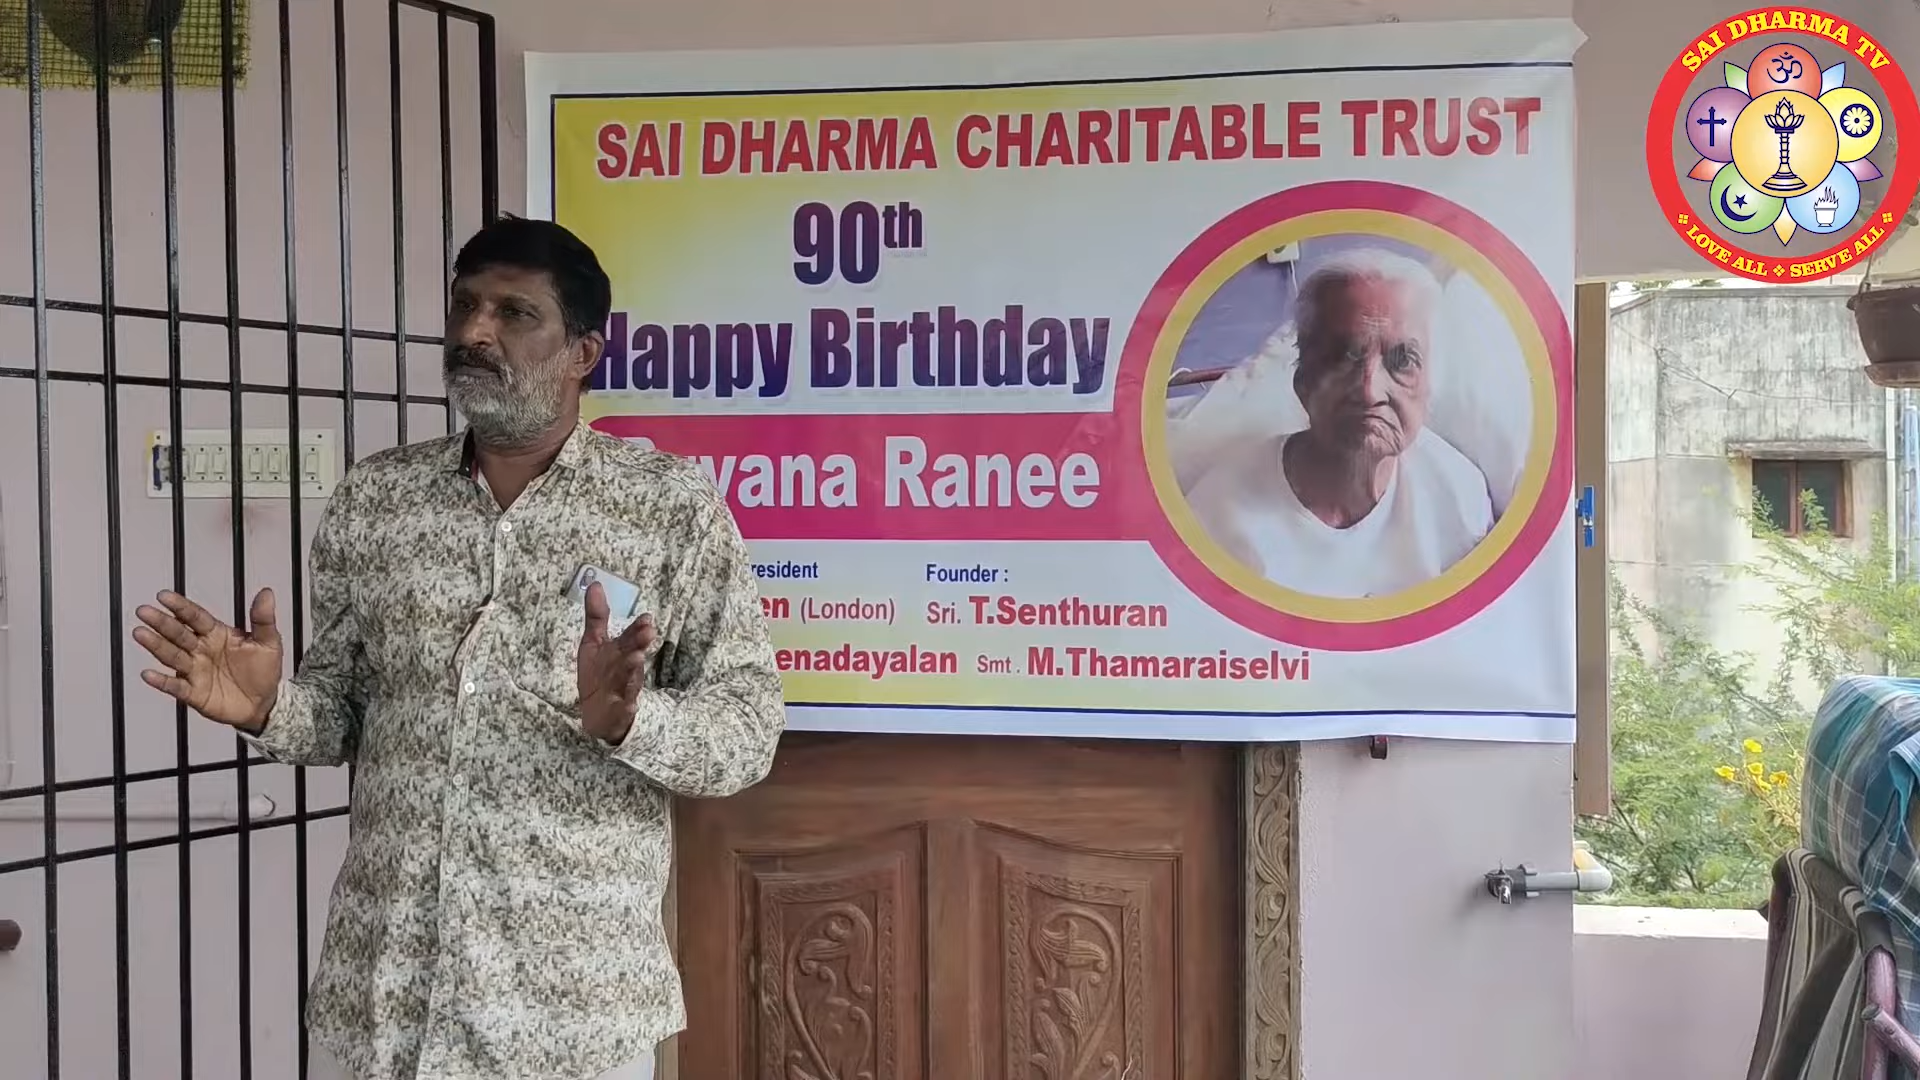 SAI DHARMA TV
LOVE ALL ❖ SERVE ALL
SAI DHARMA CHARITABLE TRUST
90th
Happy Birthday
Ranee
Founder :
(London) Sri. T.Senthuran
Smt . M.Thamaraiselvi